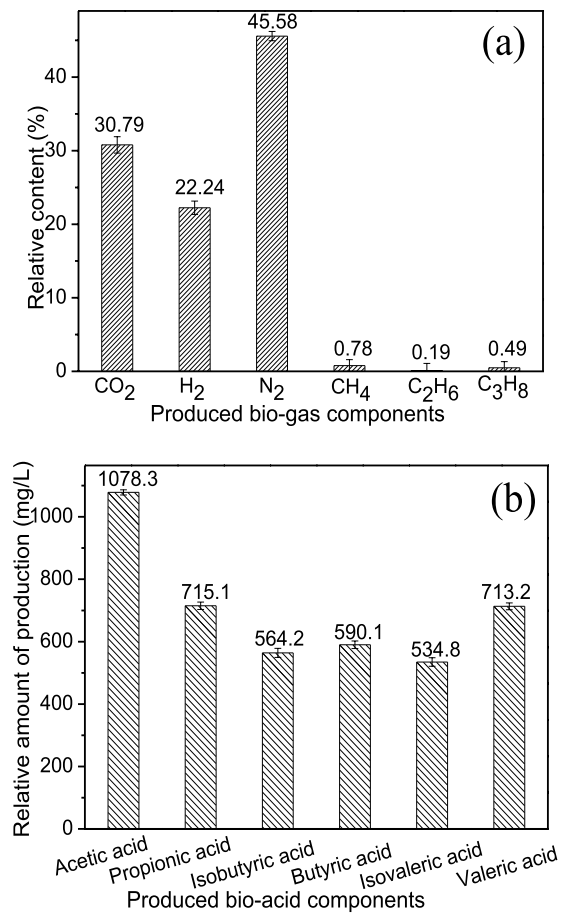 (a)
Relative content (%)
40
30
20
10
0
45.58
30.79
22.24
0.78
0.19
0.49
CO2 H2 N2 CH4 C2H6 C3H8
Produced bio-gas components
(b)
Relative amount of production (mg/L)
1000
800
600
400
200
0
1078.3
715.1
564.2
590.1
534.8
713.2
Acetic acid Propionic acid Isobutyric acid Butyric acid Isovaleric acid Valeric acid
Produced bio-acid components